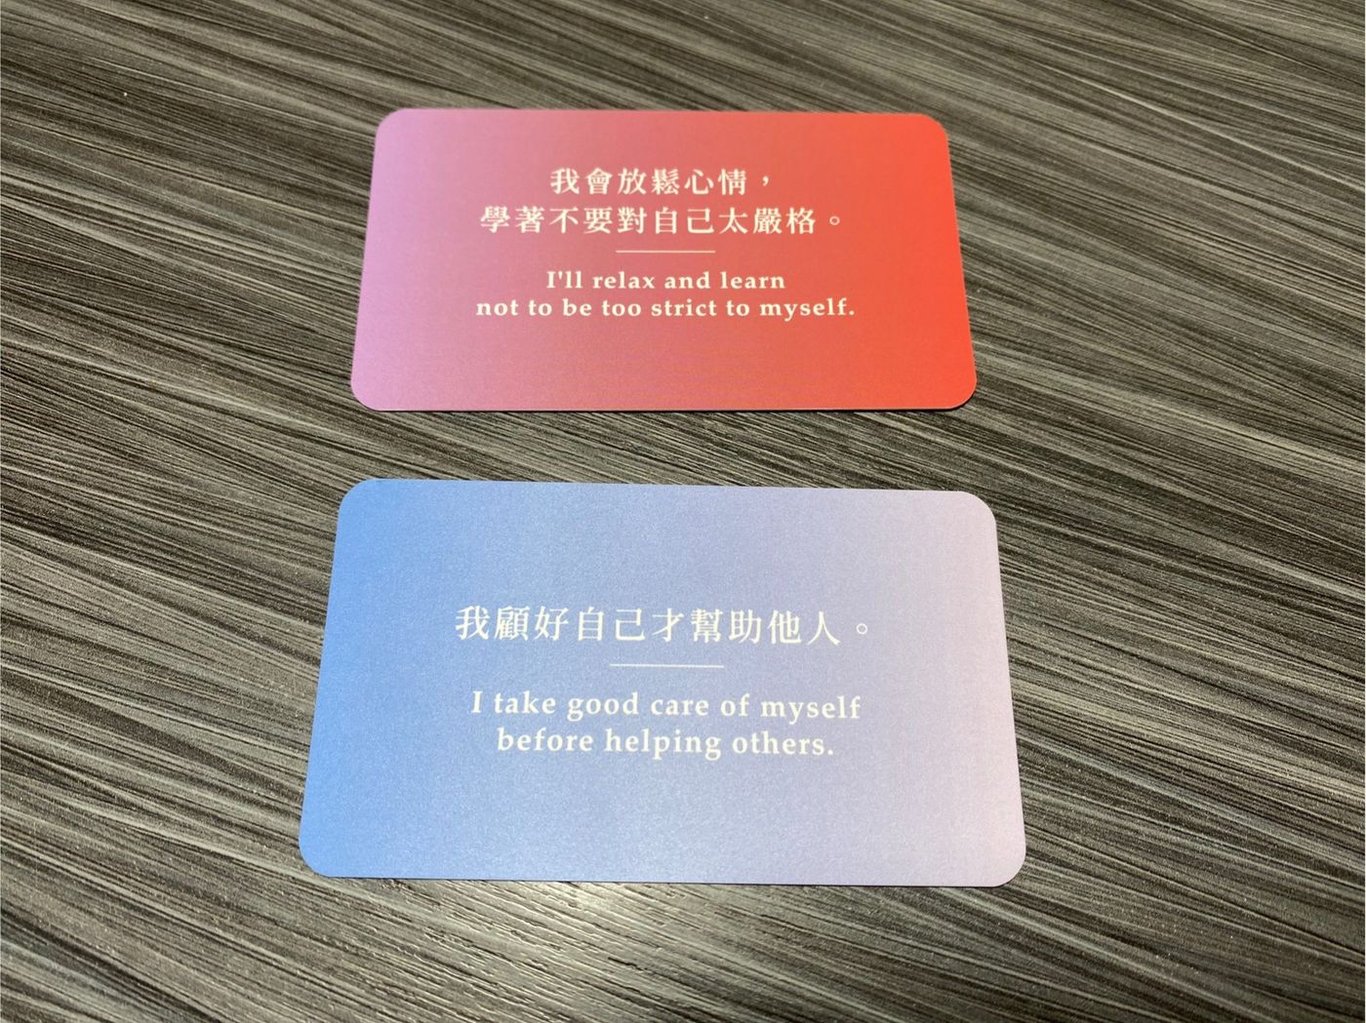 我會放鬆心情，
學著不要對自己太嚴格。
I'll relax and learn
not to be too strict to myself.
我顧好自己才幫助他人。
I take good care of myself
before helping others.